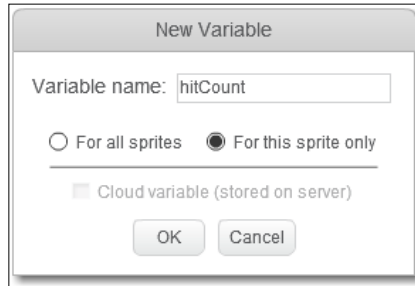 New Variable
Variable name: hitCount
For all sprites For this sprite only
Cloud variable (stored on server)
OK Cancel